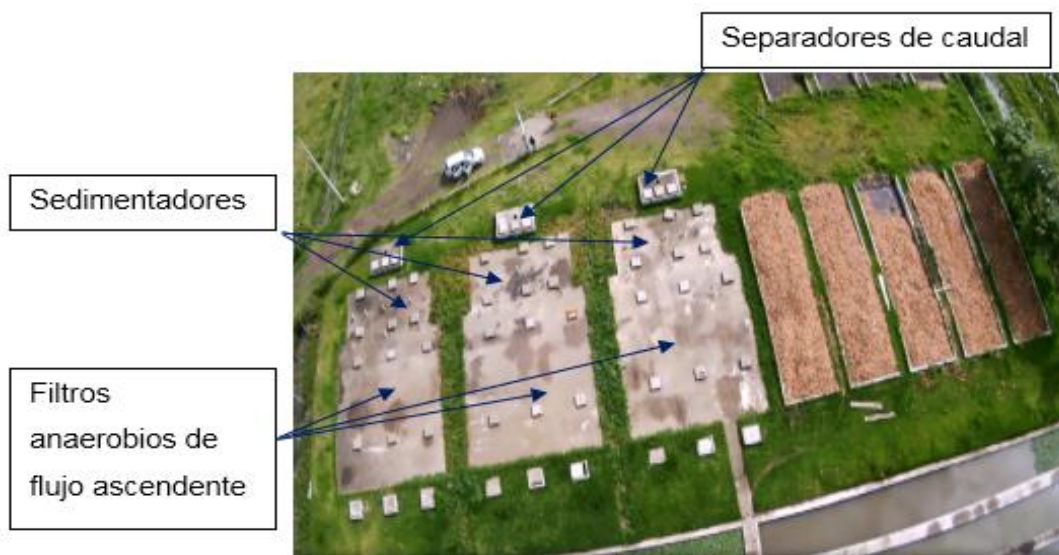 Separadores de caudal
Sedimentadores
Filtros
anaerobios de
flujo ascendente